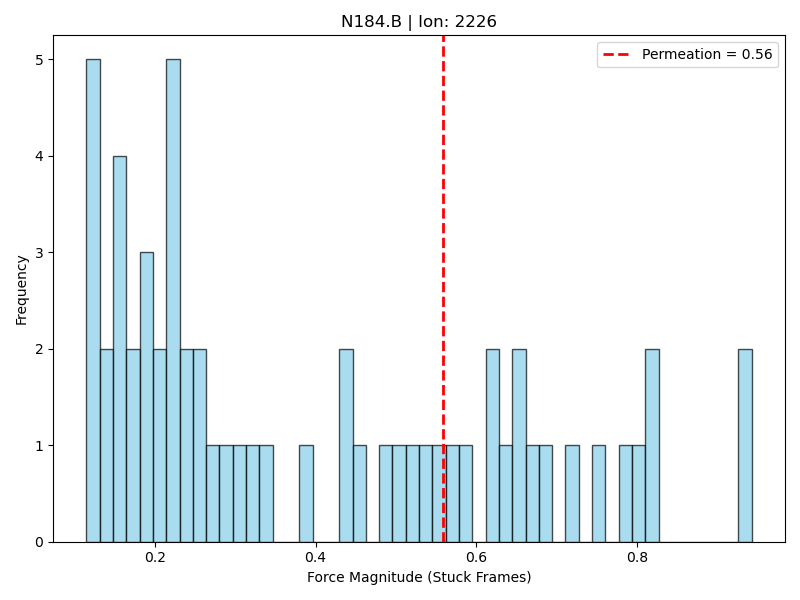 N184.B | Ion: 2226
Permeation = 0.56
Frequency
5
4
3
2
1
0
0.2
0.4
0.6
0.8
Force Magnitude (Stuck Frames)